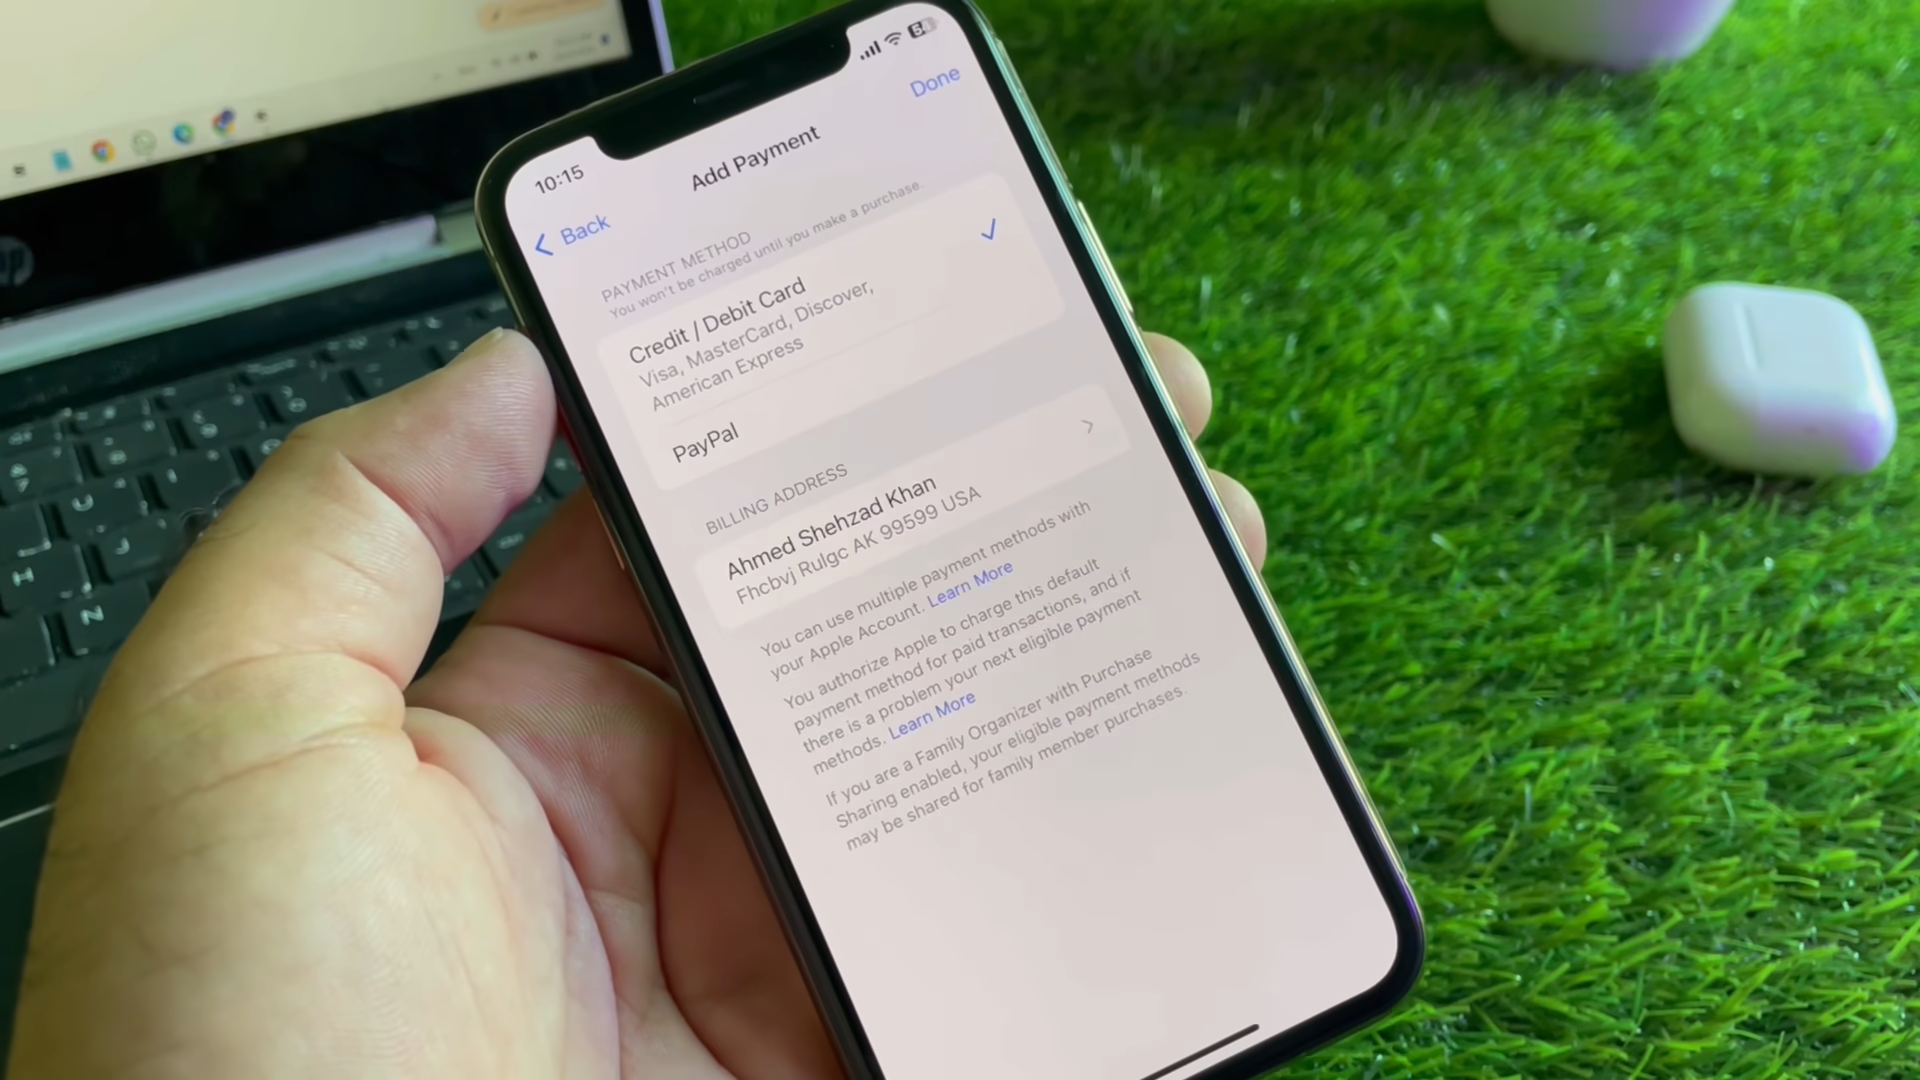 10:15
54
Back
Add Payment
Done
PAYMENT METHOD
You won't be charged until you make a purchase.
Credit / Debit Card
Visa, MasterCard, Discover,
American Express
PayPal
BILLING ADDRESS
Ahmed Shehzad Khan
Fhcbvj Rulgc AK 99599 USA
You can use multiple payment methods with
your Apple Account. Learn More
You authorize Apple to charge this default
payment method for paid transactions, and if
there is a problem your next eligible payment
methods. Learn More
If you are a Family Organizer with Purchase
Sharing enabled, your eligible payment methods
may be shared for family member purchases.
hp
H
N